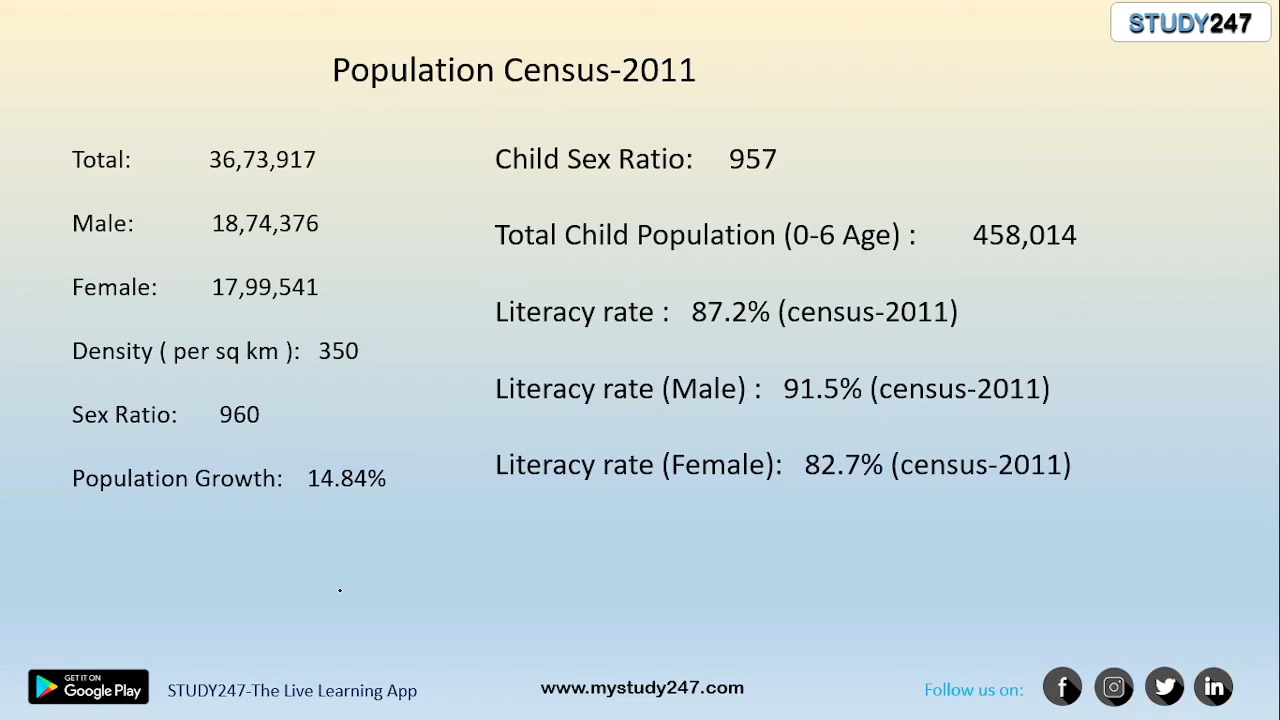 STUDY247
Population Census-2011
Total: 36,73,917
Male: 18,74,376
Female: 17,99,541
Density ( per sq km ): 350
Sex Ratio: 960
Population Growth: 14.84%
Child Sex Ratio: 957
Total Child Population (0-6 Age) : 458,014
Literacy rate : 87.2% (census-2011)
Literacy rate (Male) : 91.5% (census-2011)
Literacy rate (Female): 82.7% (census-2011)
GET IT ON
Google Play
STUDY247-The Live Learning App
www.mystudy247.com
Follow us on: